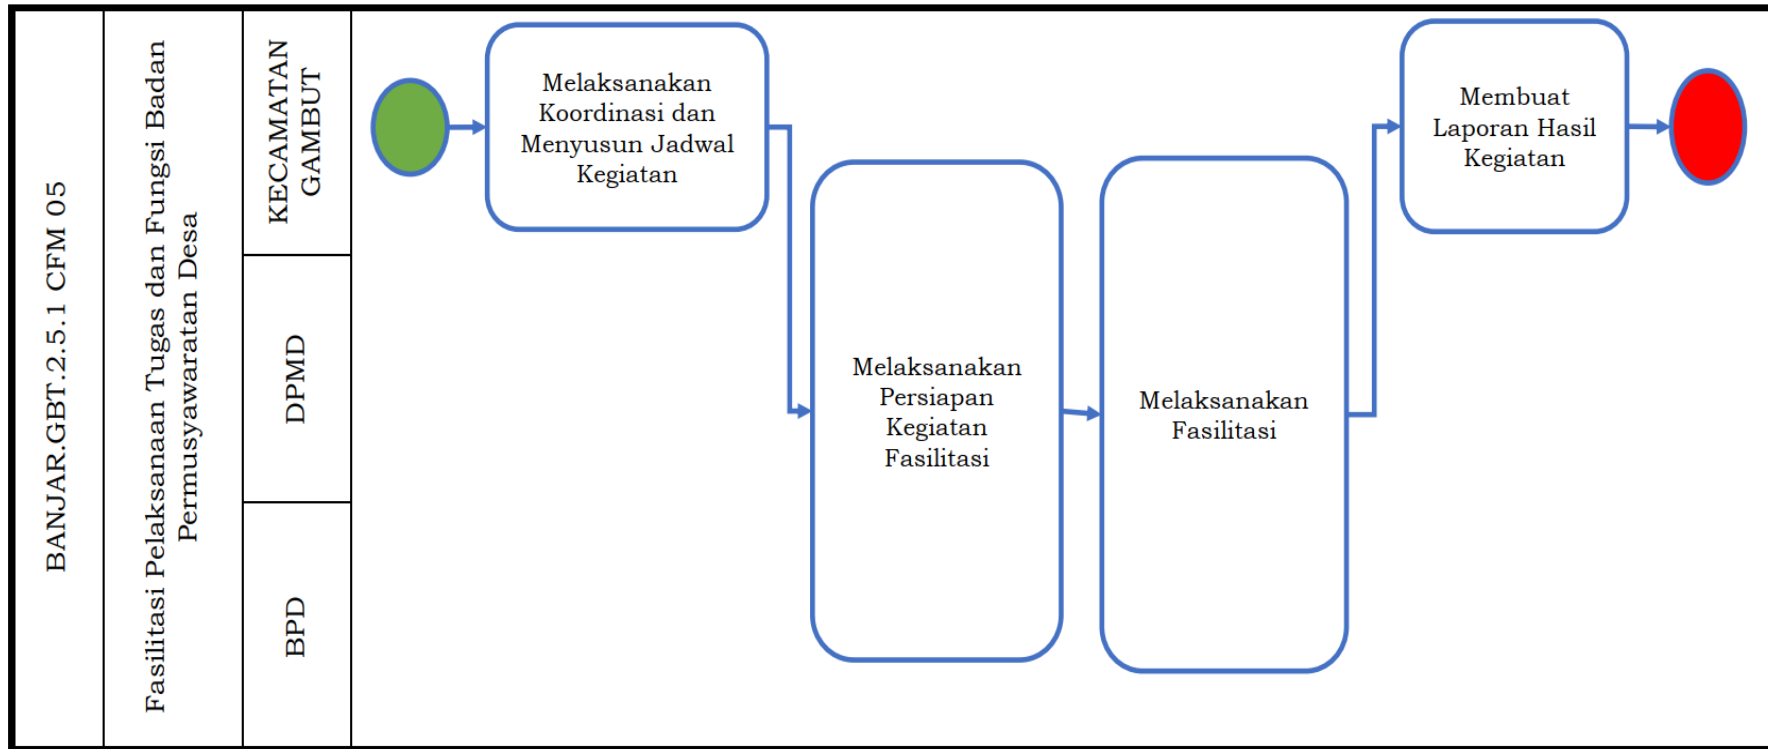 BANJAR.GBT.2.5.1 CFM 05
Fasilitasi Pelaksanaan Tugas dan Fungsi Badan
Permusyawaratan Desa
KECAMATAN
GAMBUT
DPMD
BPD
Melaksanakan
Koordinasi dan
Menyusun Jadwal
Kegiatan
Melaksanakan
Persiapan
Kegiatan
Fasilitasi
Melaksanakan
Fasilitasi
Membuat
Laporan Hasil
Kegiatan